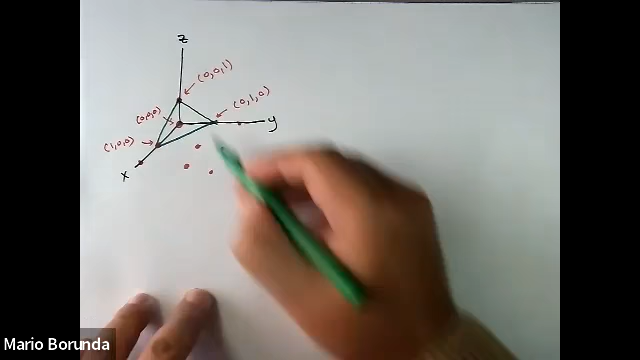 z
(0,0,1)
(0,1,0)
(0,0,0)
y
(1,0,0)
x
Mario Borunda